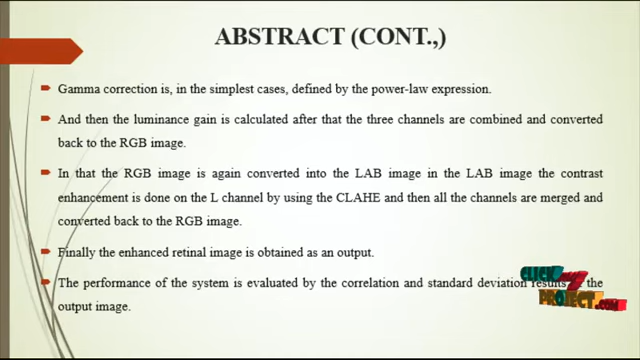 ABSTRACT (CONT.,)
Gamma correction is, in the simplest cases, defined by the power-law expression.
And then the luminance gain is calculated after that the three channels are combined and converted
back to the RGB image.
In that the RGB image is again converted into the LAB image in the LAB image the contrast
enhancement is done on the L channel by using the CLAHE and then all the channels are merged and
converted back to the RGB image.
Finally the enhanced retinal image is obtained as an output.
The performance of the system is evaluated by the correlation and standard deviation results the
output image.
CLICK MY
PROJECT.COM